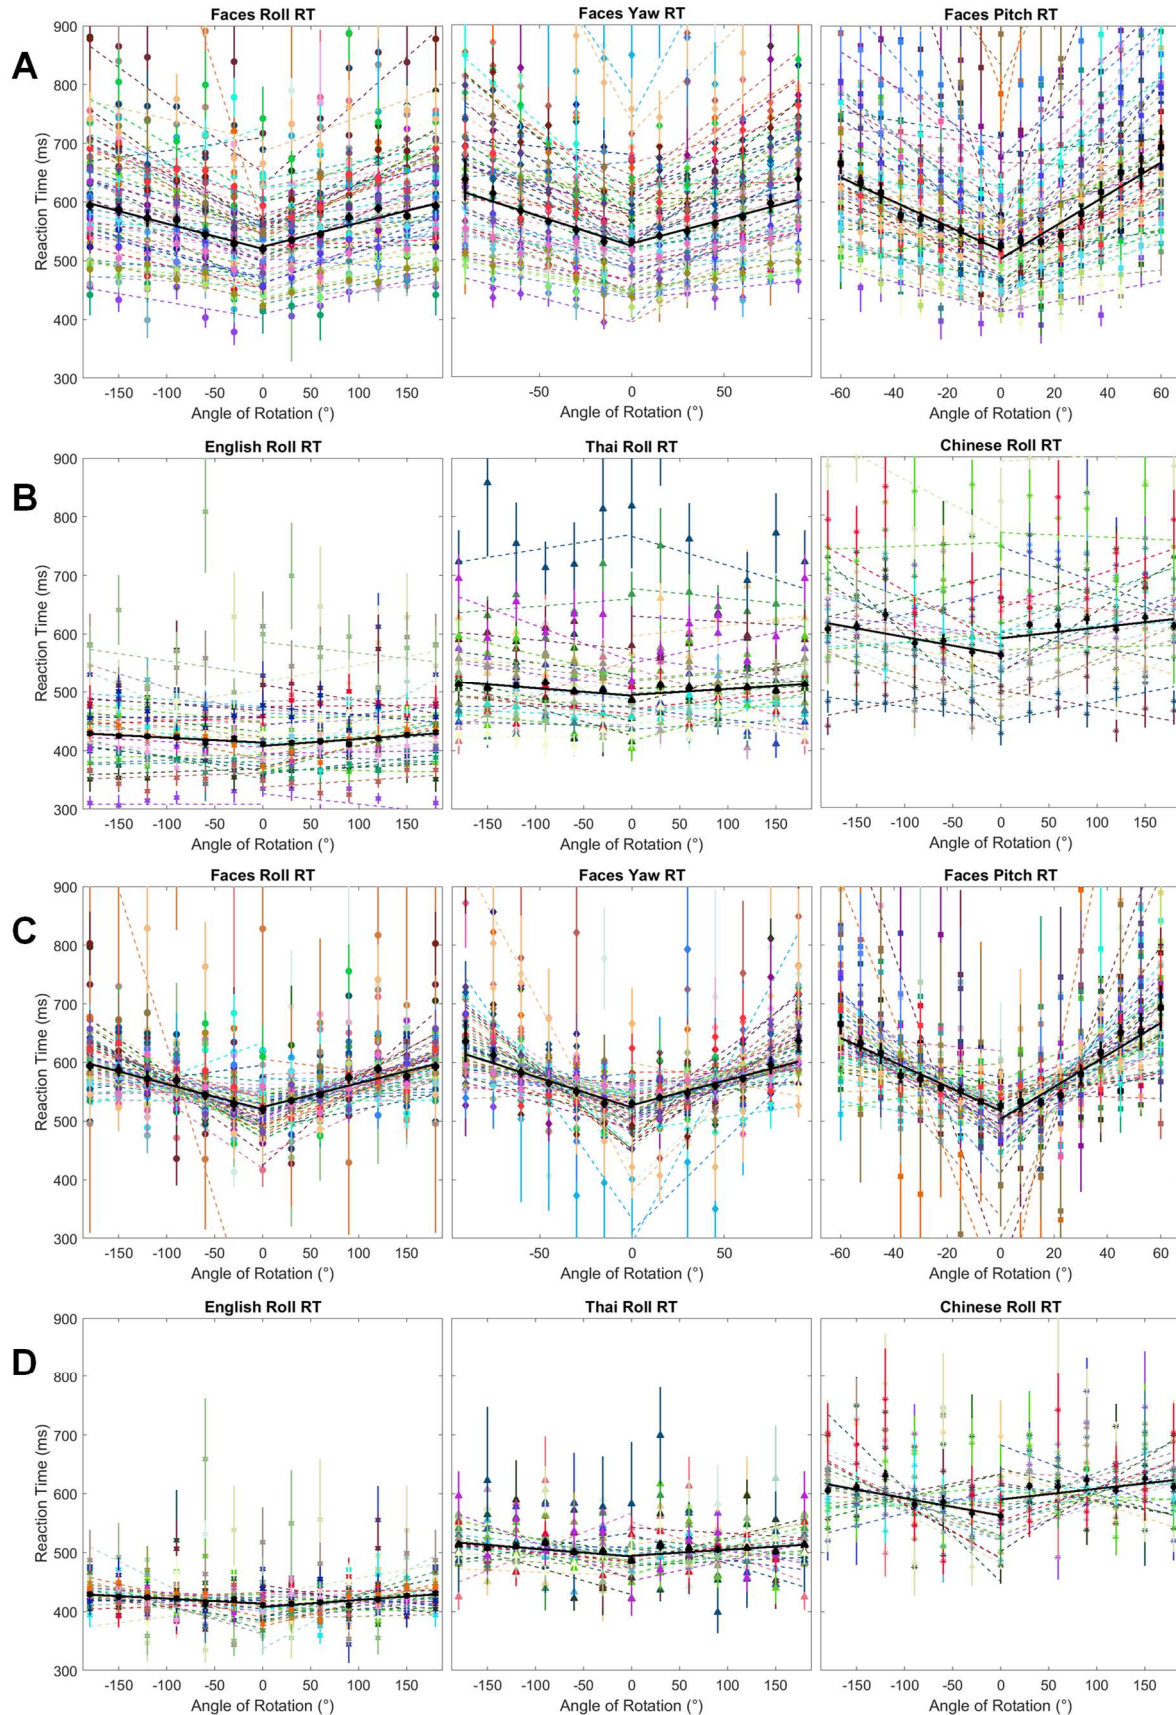 A
Faces Roll RT
Faces Yaw RT
Faces Pitch RT
Reaction Time (ms)
900
800
700
600
500
400
300
-150 -100 -50 0 50 100 150
-50 0 50
-60 -40 -20 0 20 40 60
Angle of Rotation (°)
Angle of Rotation (°)
Angle of Rotation (°)
B
English Roll RT
Thai Roll RT
Chinese Roll RT
Reaction Time (ms)
900
800
700
600
500
400
300
-150 -100 -50 0 50 100 150
-150 -100 -50 0 50 100 150
-150 -100 -50 0 50 100 150
Angle of Rotation (°)
Angle of Rotation (°)
Angle of Rotation (°)
C
Faces Roll RT
Faces Yaw RT
Faces Pitch RT
Reaction Time (ms)
900
800
700
600
500
400
300
-150 -100 -50 0 50 100 150
-50 0 50
-60 -40 -20 0 20 40 60
Angle of Rotation (°)
Angle of Rotation (°)
Angle of Rotation (°)
D
English Roll RT
Thai Roll RT
Chinese Roll RT
Reaction Time (ms)
900
800
700
600
500
400
300
-150 -100 -50 0 50 100 150
-150 -100 -50 0 50 100 150
-150 -100 -50 0 50 100 150
Angle of Rotation (°)
Angle of Rotation (°)
Angle of Rotation (°)